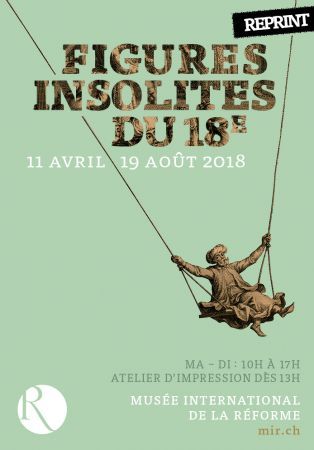 REPRINT
FIGURES
INSOLITES
DU 18E
11 AVRIL  19 AOÛT 2018
MA – DI : 10H À 17H
ATELIER D'IMPRESSION DÈS 13H
MUSÉE INTERNATIONAL
DE LA RÉFORME
mir.ch
R